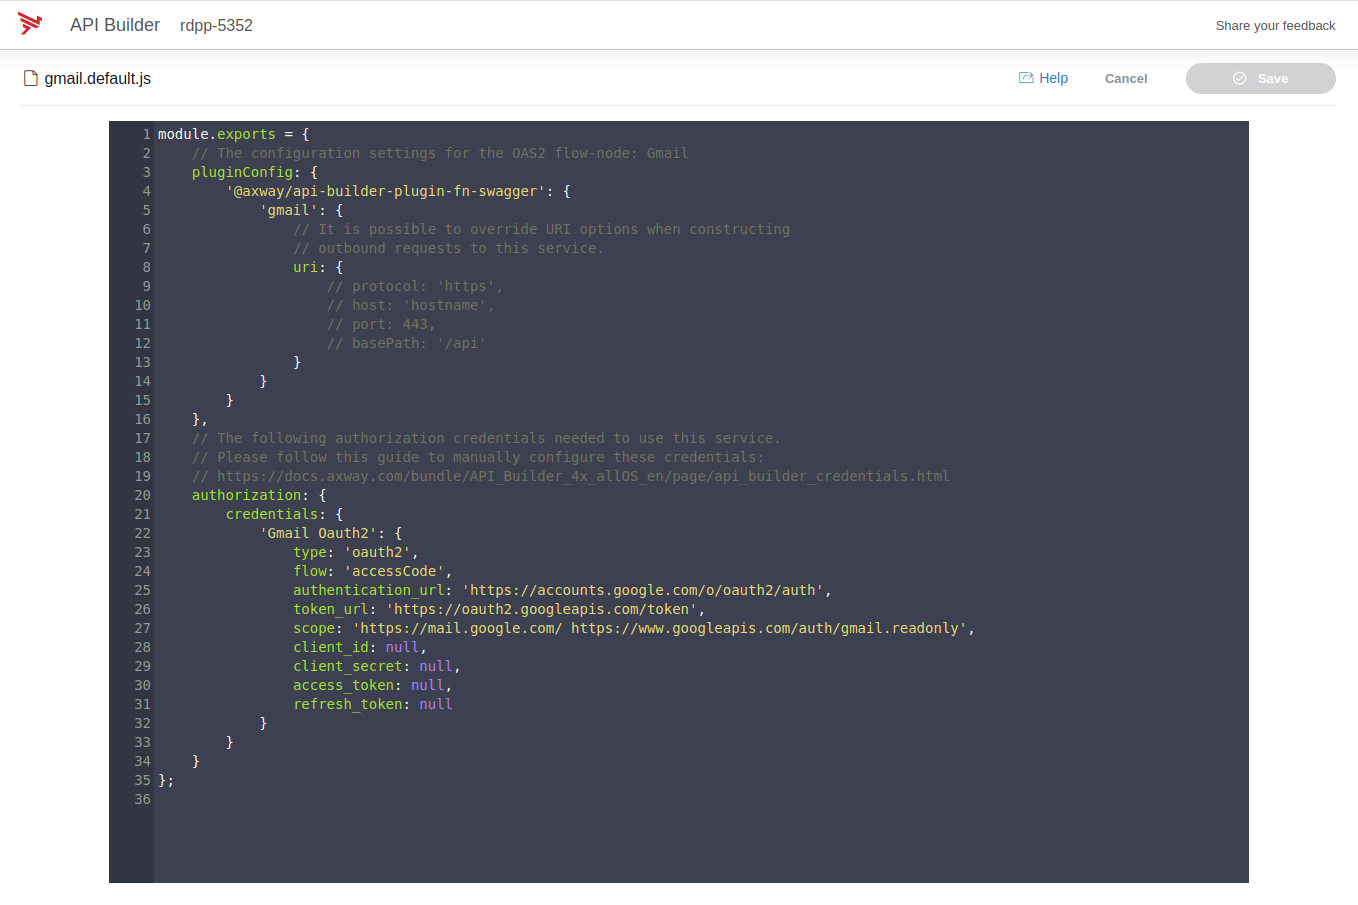 API Builder rdpp-5352 Share your feedback
gmail.default.js Help Cancel Save
1 module.exports = {
2     // The configuration settings for the OAS2 flow-node: Gmail
3     pluginConfig: {
4         '@axway/api-builder-plugin-fn-swagger': {
5             'gmail': {
6                 // It is possible to override URI options when constructing
7                 // outbound requests to this service.
8                 uri: {
9                     // protocol: 'https',
10                     // host: 'hostname',
11                     // port: 443,
12                     // basePath: '/api'
13                 }
14             }
15         }
16     },
17     // The following authorization credentials needed to use this service.
18     // Please follow this guide to manually configure these credentials:
19     // https://docs.axway.com/bundle/API_Builder_4x_allOS_en/page/api_builder_credentials.html
20     authorization: {
21         credentials: {
22             'Gmail Oauth2': {
23                 type: 'oauth2',
24                 flow: 'accessCode',
25                 authentication_url: 'https://accounts.google.com/o/oauth2/auth',
26                 token_url: 'https://oauth2.googleapis.com/token',
27                 scope: 'https://mail.google.com/ https://www.googleapis.com/auth/gmail.readonly',
28                 client_id: null,
29                 client_secret: null,
30                 access_token: null,
31                 refresh_token: null
32             }
33         }
34     }
35 };
36